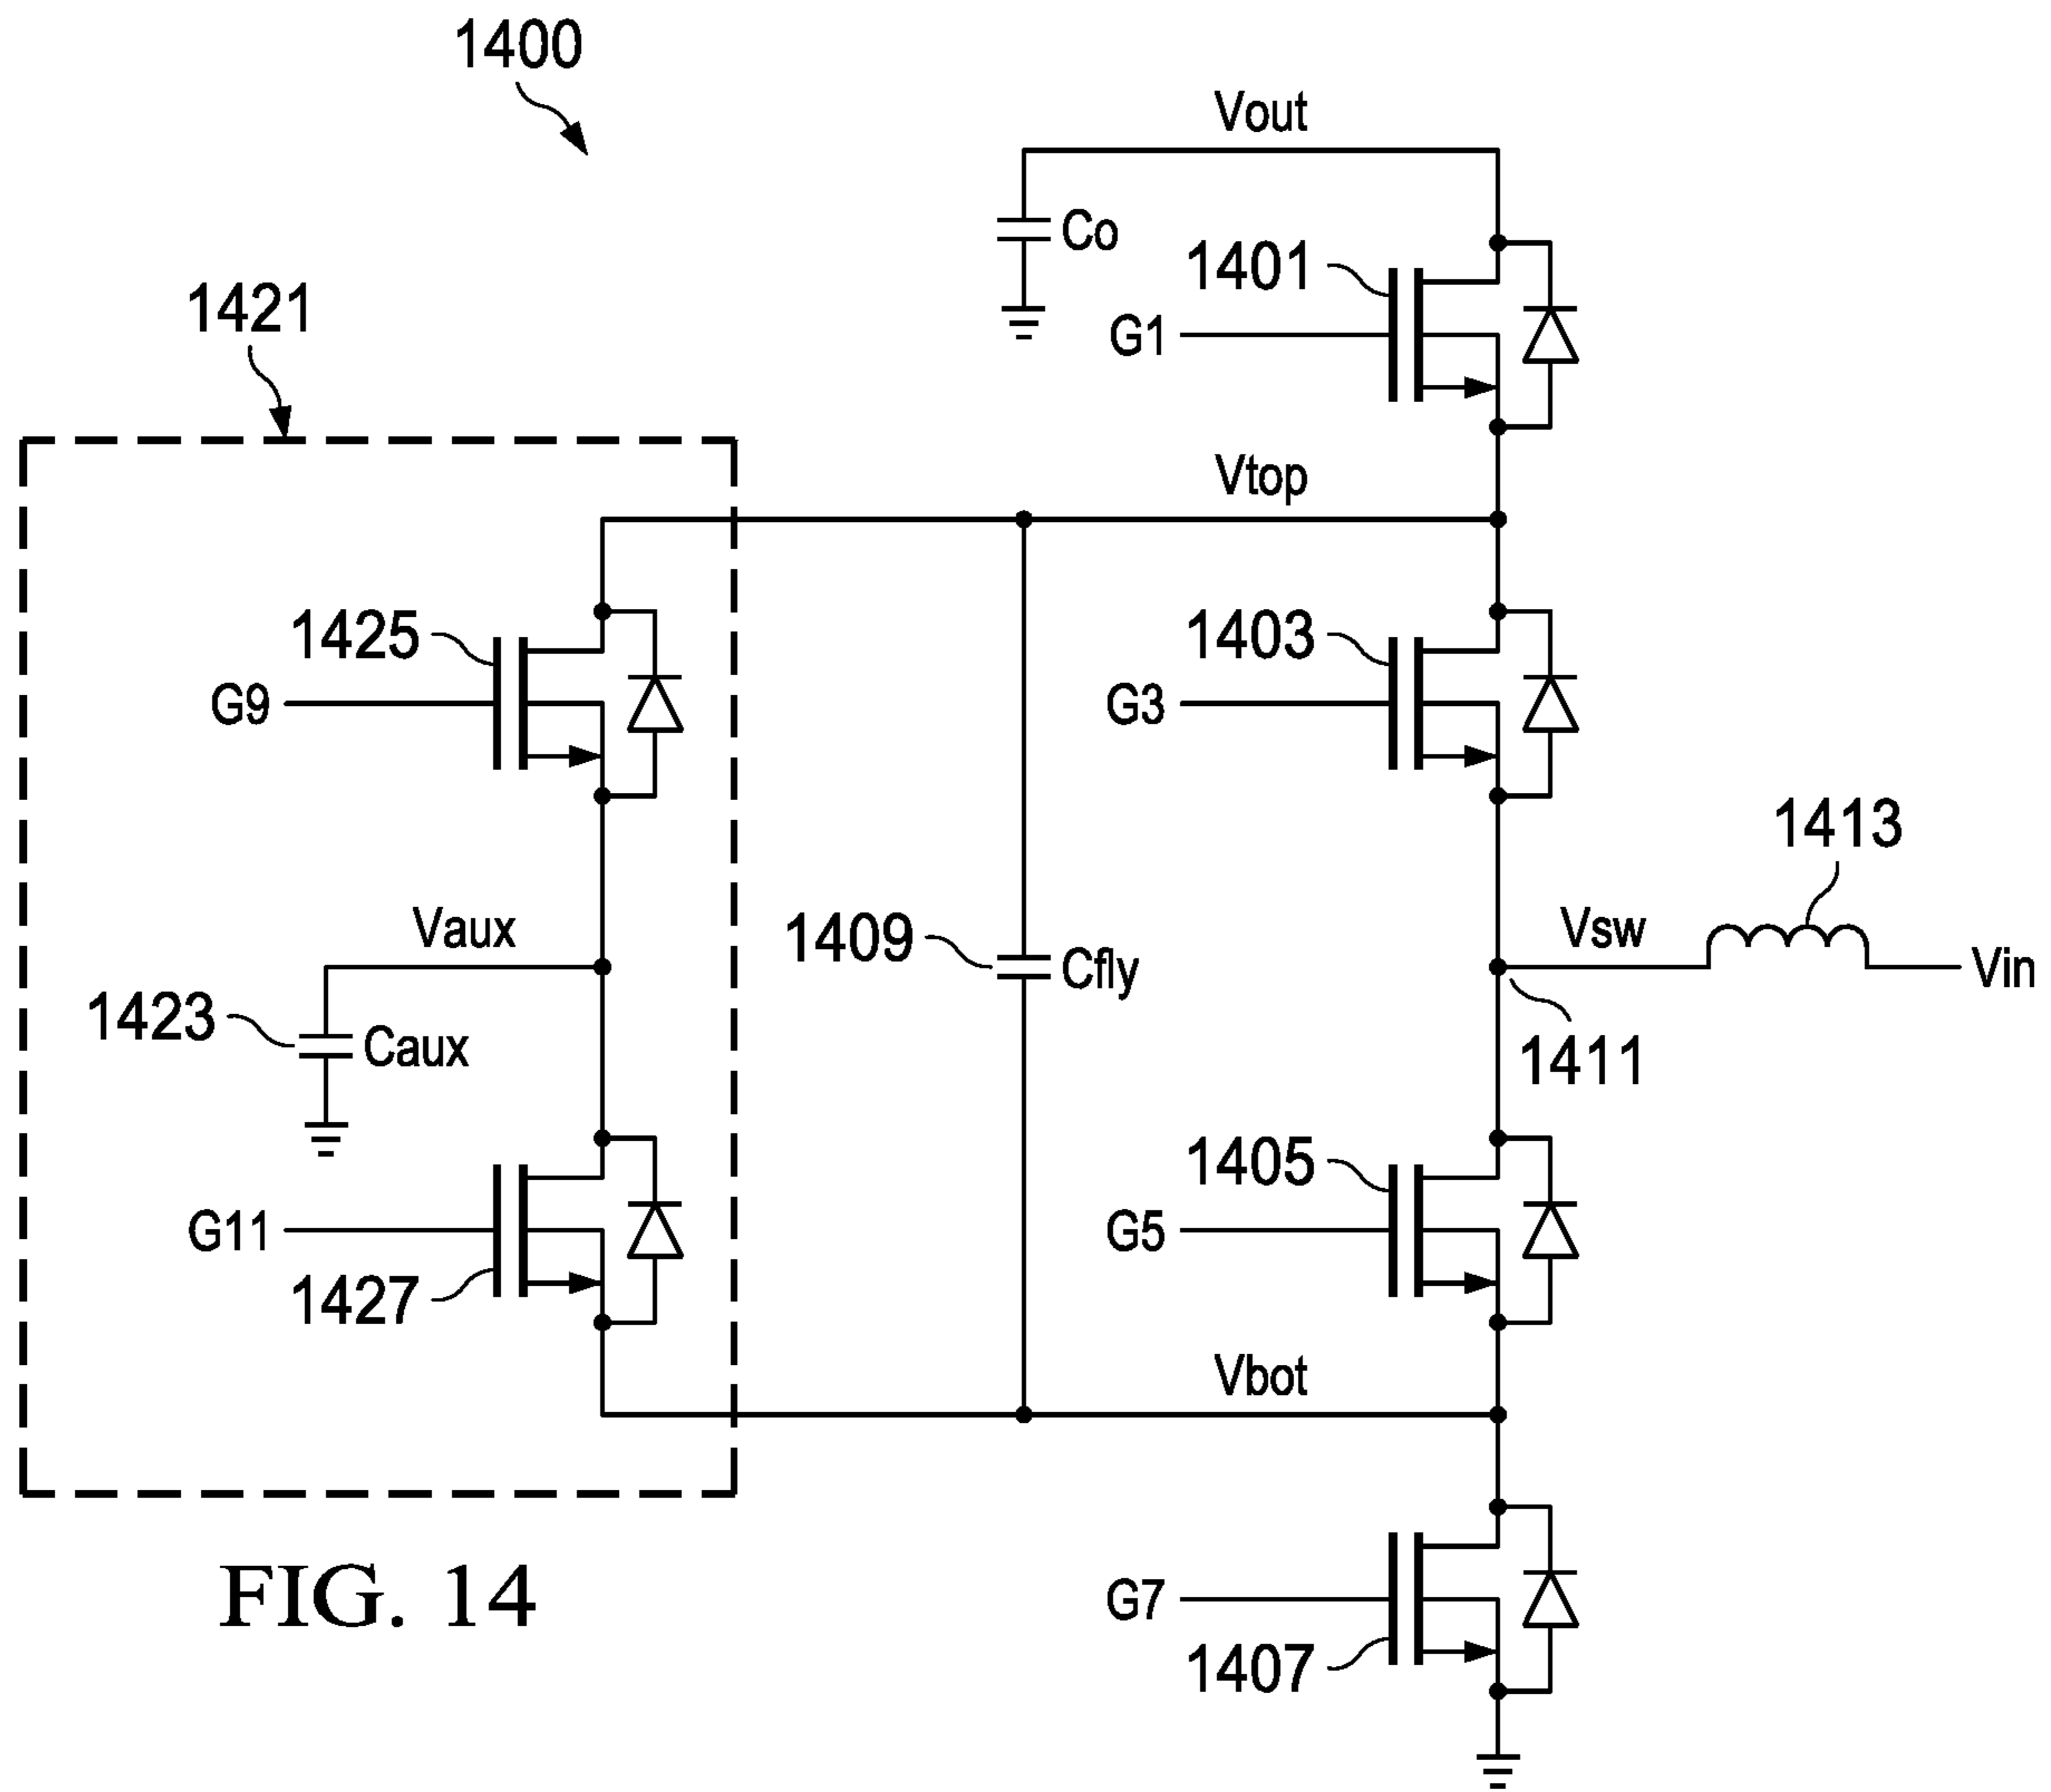 1400
Vout
Co
1401
G1
1421
Vtop
1425
1403
G9
G3
1413
Vaux
1409
Cfly
Vsw
Vin
1423
Caux
1411
1405
G11
G5
1427
Vbot
FIG. 14
G7
1407